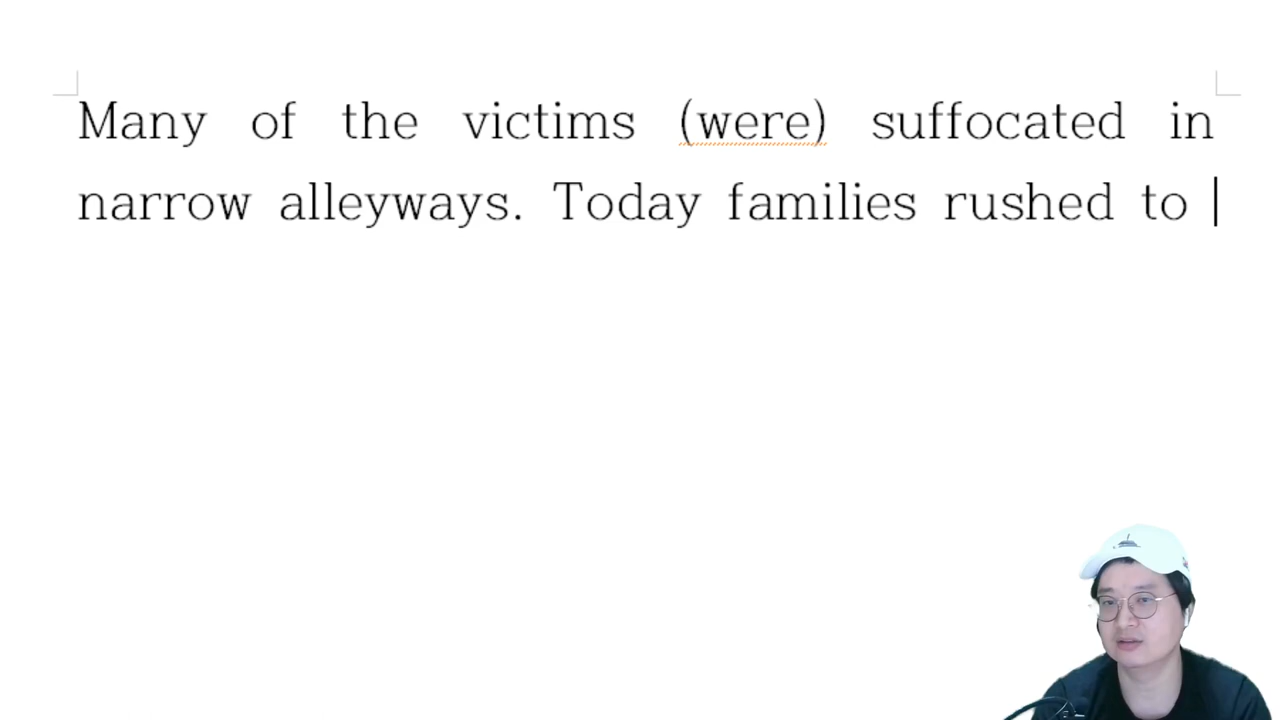 Many of the victims (were) suffocated in
narrow alleyways. Today families rushed to